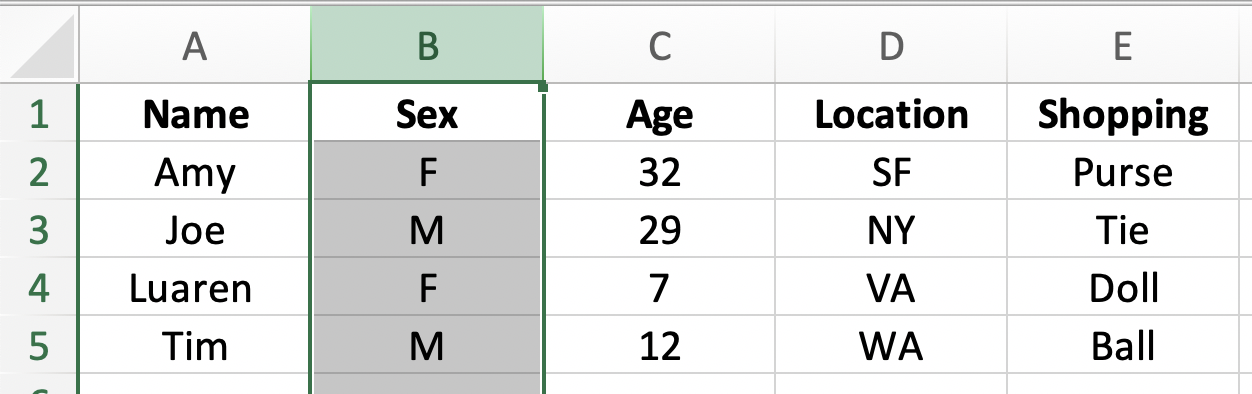 A B C D E
1 Name Sex Age Location Shopping
2 Amy F 32 SF Purse
3 Joe M 29 NY Tie
4 Luaren F 7 VA Doll
5 Tim M 12 WA Ball